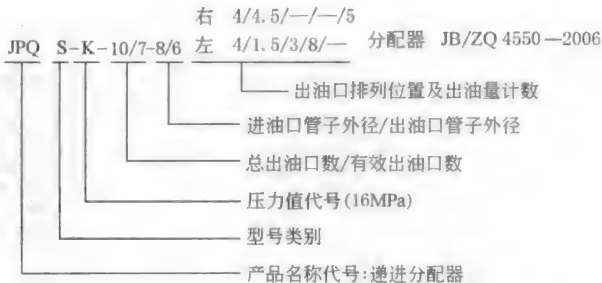 右 4/4.5/—/—/5
JPQ S-K-10/7-8/6 左 4/1.5/3/8/— 分配器 JB/ZQ 4550—2006
出油口排列位置及出油量计数
进油口管子外径/出油口管子外径
总出油口数/有效出油口数
压力值代号(16MPa)
型号类别
产品名称代号:递进分配器